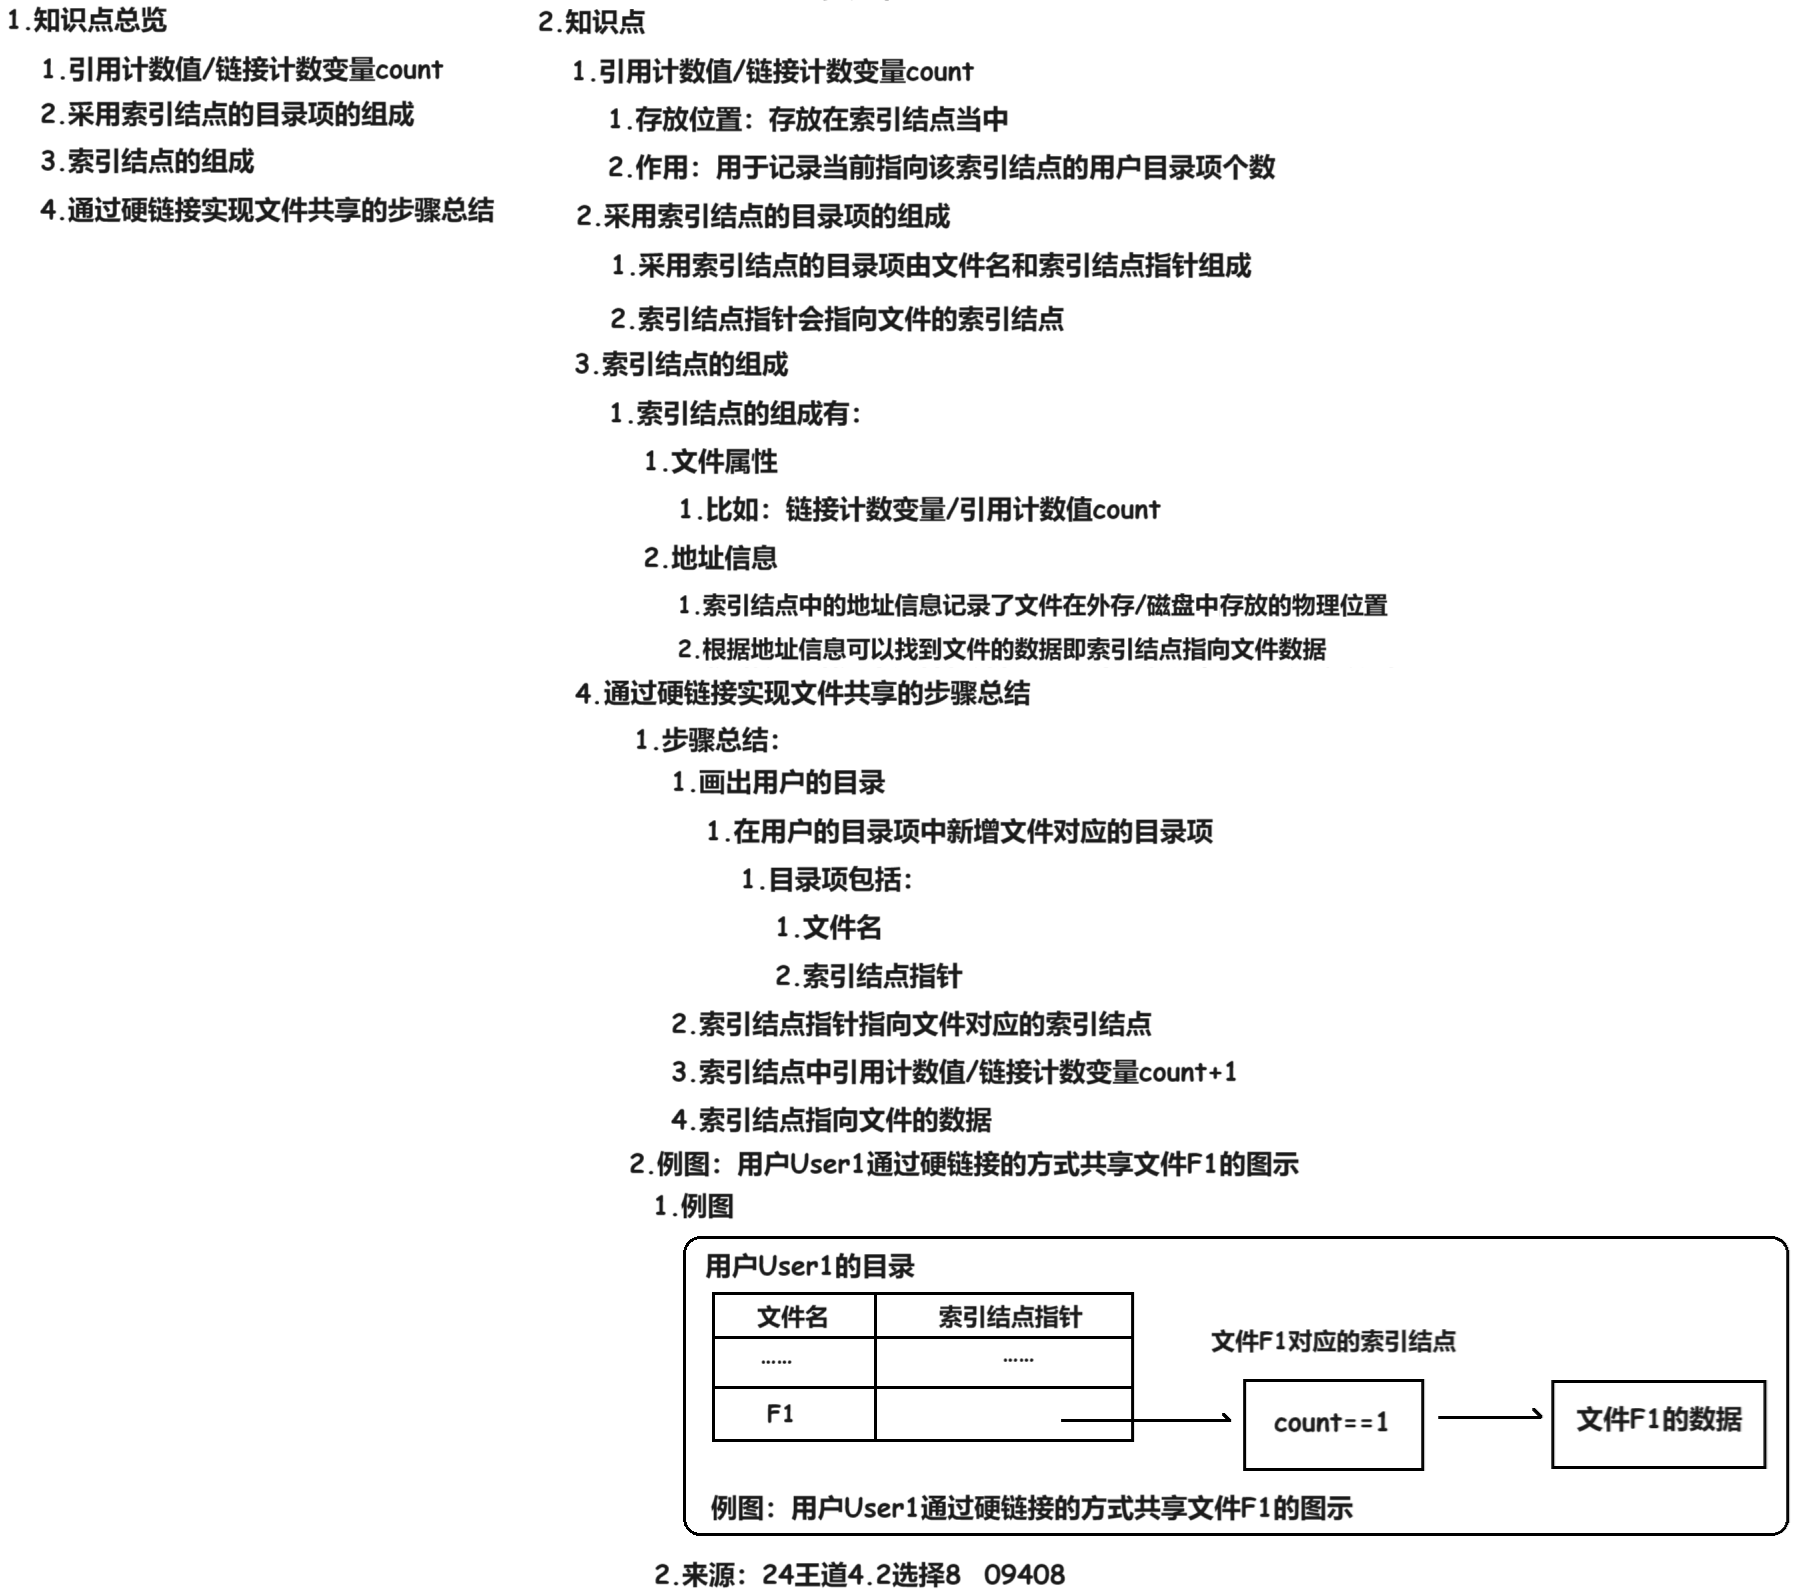 1.知识点总览
1.引用计数值/链接计数变量count
2.采用索引结点的目录项的组成
3.索引结点的组成
4.通过硬链接实现文件共享的步骤总结
2.知识点
1.引用计数值/链接计数变量count
1.存放位置：存放在索引结点当中
2.作用：用于记录当前指向该索引结点的用户目录项个数
2.采用索引结点的目录项的组成
1.采用索引结点的目录项由文件名和索引结点指针组成
2.索引结点指针会指向文件的索引结点
3.索引结点的组成
1.索引结点的组成有：
1.文件属性
1.比如：链接计数变量/引用计数值count
2.地址信息
1.索引结点中的地址信息记录了文件在外存/磁盘中存放的物理位置
2.根据地址信息可以找到文件的数据即索引结点指向文件数据
4.通过硬链接实现文件共享的步骤总结
1.步骤总结：
1.画出用户的目录
1.在用户的目录项中新增文件对应的目录项
1.目录项包括：
1.文件名
2.索引结点指针
2.索引结点指针指向文件对应的索引结点
3.索引结点中引用计数值/链接计数变量count+1
4.索引结点指向文件的数据
2.例图：用户User1通过硬链接的方式共享文件F1的图示
1.例图
用户User1的目录
文件名 索引结点指针
…… ……
F1
文件F1对应的索引结点
count==1
文件F1的数据
例图：用户User1通过硬链接的方式共享文件F1的图示
2.来源：24王道4.2选择8 09408